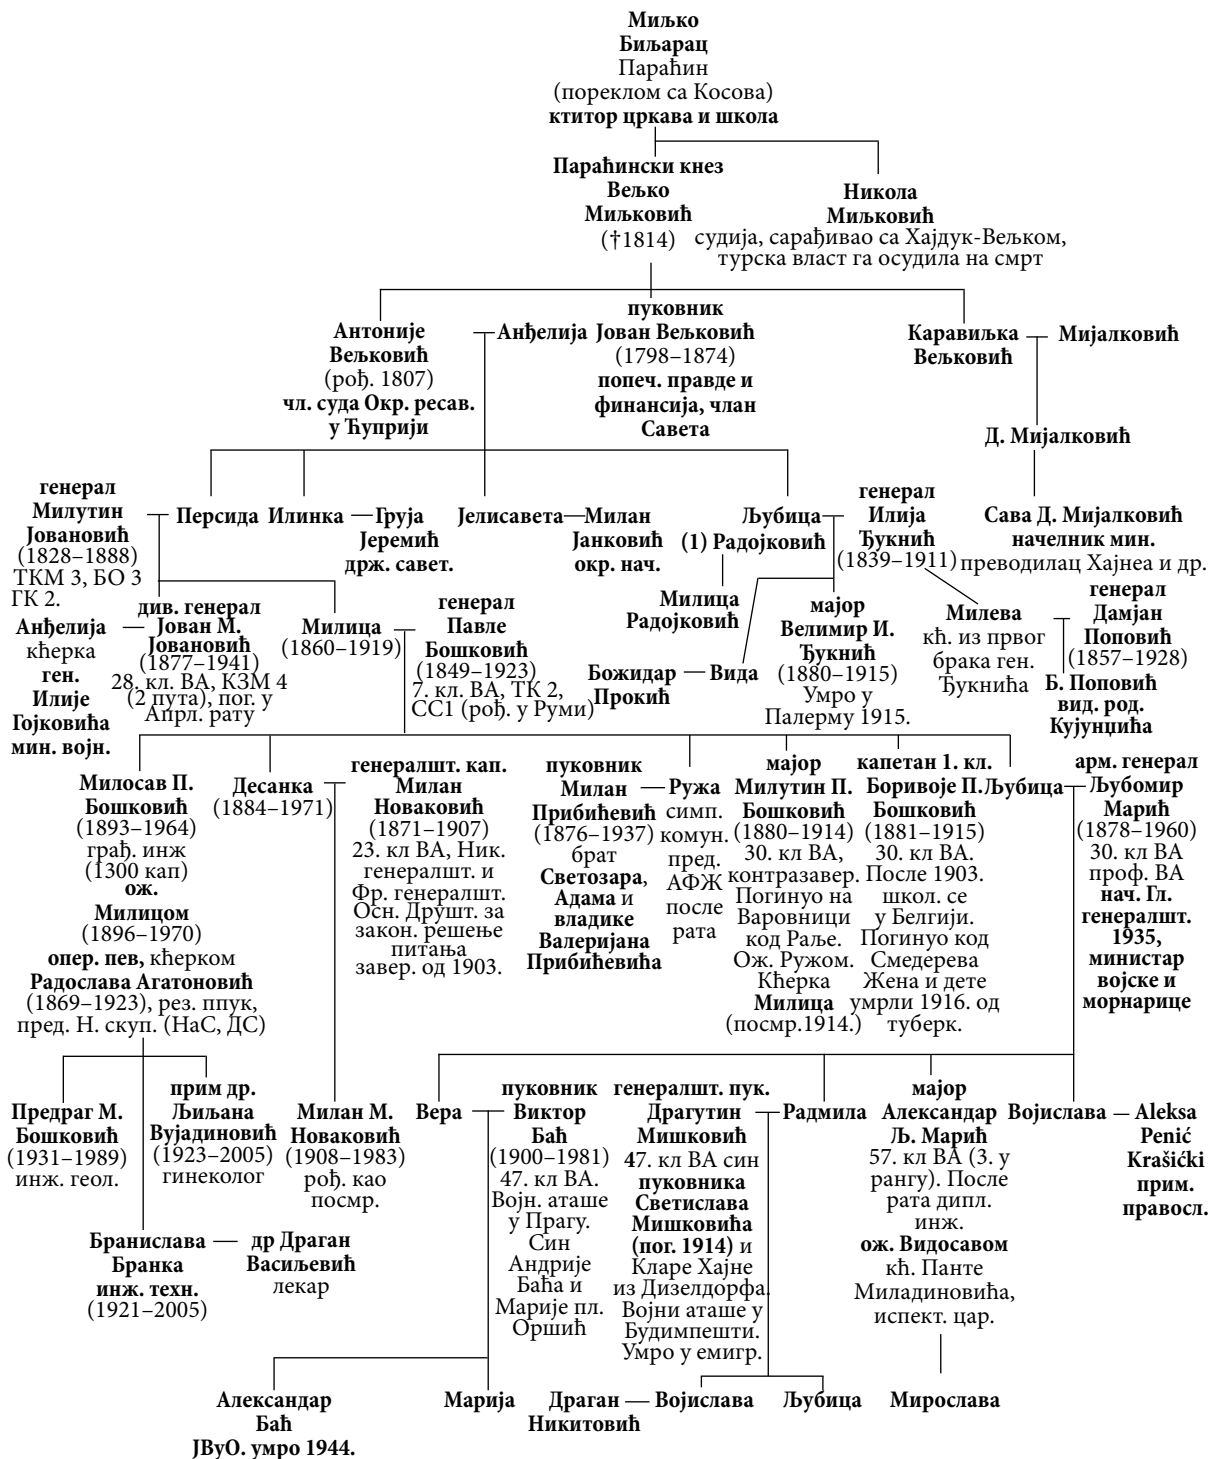 Миљко
Биљарац
Параћин
(пореклом са Косова)
ктитор цркава и школа
Параћински кнез
Вељко
Миљковић
(†1814)
Никола
Миљковић
судија, сарађивао са Хајдук-Вељком,
турска власт га осудила на смрт
Антоније
Вељковић
(рођ. 1807)
чл. суда Окр. ресав.
у Ћуприји
Анђелија
пуковник
Јован Вељковић
(1798–1874)
попеч. правде и
финансија, члан
Савета
Каравиљка
Вељковић
Мијалковић
Д. Мијалковић
генерал
Милутин
Јовановић
(1828–1888)
ТКМ 3, БО 3
ГК 2.
Персида
Илинка
Груја
Јеремић
држ. савет.
Јелисавета
Милан
Јанковић
окр. нач.
Љубица
(1) Радојковић
генерал
Илија
Ђукнић
(1839–1911)
Сава Д. Мијалковић
начелник мин.
преводилац Хајнеа и др.
Анђелија
кћерка
ген.
Илије
Гојковића
мин. војн.
див. генерал
Јован М.
Јовановић
(1877–1941)
28. кл. ВА, КЗМ 4
(2 пута), пог. у
Апрл. рату
Милица
(1860–1919)
генерал
Павле
Бошковић
(1849–1923)
7. кл. ВА, ТК 2,
СС1 (рођ. у Руми)
Милица
Радојковић
Божидар
Прокић
Вида
мајор
Велимир И.
Ђукнић
(1880–1915)
Умро у
Палерму 1915.
Милева
кћ. из првог
брака ген.
Ђукнића
генерал
Дамјан
Поповић
(1857–1928)
Б. Поповић
вид. род.
Кујунџића
Милосав П.
Бошковић
(1893–1964)
грађ. инж
(1300 кап)
ож.
Милицом
(1896–1970)
опер. пев, кћерком
Радослава Агатоновић
(1869–1923), рез. ппук,
пред. Н. скуп. (НаС, ДС)
Десанка
(1884–1971)
генералшт. кап.
Милан
Новаковић
(1871–1907)
23. кл ВА, Ник.
генералшт. и
Фр. генералшт.
Осн. Друшт. за
закон. решење
питања
завер. од 1903.
пуковник
Милан
Прибићевић
(1876–1937)
брат
Светозара,
Адама и
владике
Валеријана
Прибићевића
Ружа
симп.
комун.
пред.
АФЖ
после
рата
мајор
Милутин П.
Бошковић
(1880–1914)
30. кл ВА,
контразавер.
Погинуо на
Варовници
код Раље.
Ож. Ружом.
Кћерка
Милица
(посмр.1914.)
капетан 1. кл.
Боривоје П.
Бошковић
(1881–1915)
30. кл ВА.
После 1903.
школ. се
у Белгији.
Погинуо код
Смедерева
Жена и дете
умрли 1916. од
туберк.
Љубица
арм. генерал
Љубомир
Марић
(1878–1960)
30. кл ВА
проф. ВА
нач. Гл.
генералшт.
1935,
министар
војске и
морнарице
Предраг М.
Бошковић
(1931–1989)
инж. геол.
прим др.
Љиљана
Вујадиновић
(1923–2005)
гинеколог
Милан М.
Новаковић
(1908–1983)
рођ. као
посмр.
Бранислава
Бранка
инж. техн.
(1921–2005)
др Драган
Васиљевић
лекар
Вера
пуковник
Виктор
Баћ
(1900–1981)
47. кл ВА.
Војн. аташе
у Прагу.
Син
Андрије
Баћа и
Марије пл.
Оршић
генералшт. пук.
Драгутин
Мишковић
47. кл ВА син
пуковника
Светислава
Мишковића
(пог. 1914) и
Кларе Хајне
из Дизелдорфа.
Војни аташе у
Будимпешти.
Умро у емигр.
Радмила
мајор
Александар
Љ. Марић
57. кл ВА (3. у
рангу). После
рата дипл.
инж.
ож. Видосавом
кћ. Панте
Миладиновића,
испект. цар.
Војислава
Aleksa
Penić
Krašićki
прим.
правосл.
Александар
Баћ
ЈВуО. умро 1944.
Марија
Драган
Никитовић
Војислава
Љубица
Мирослава